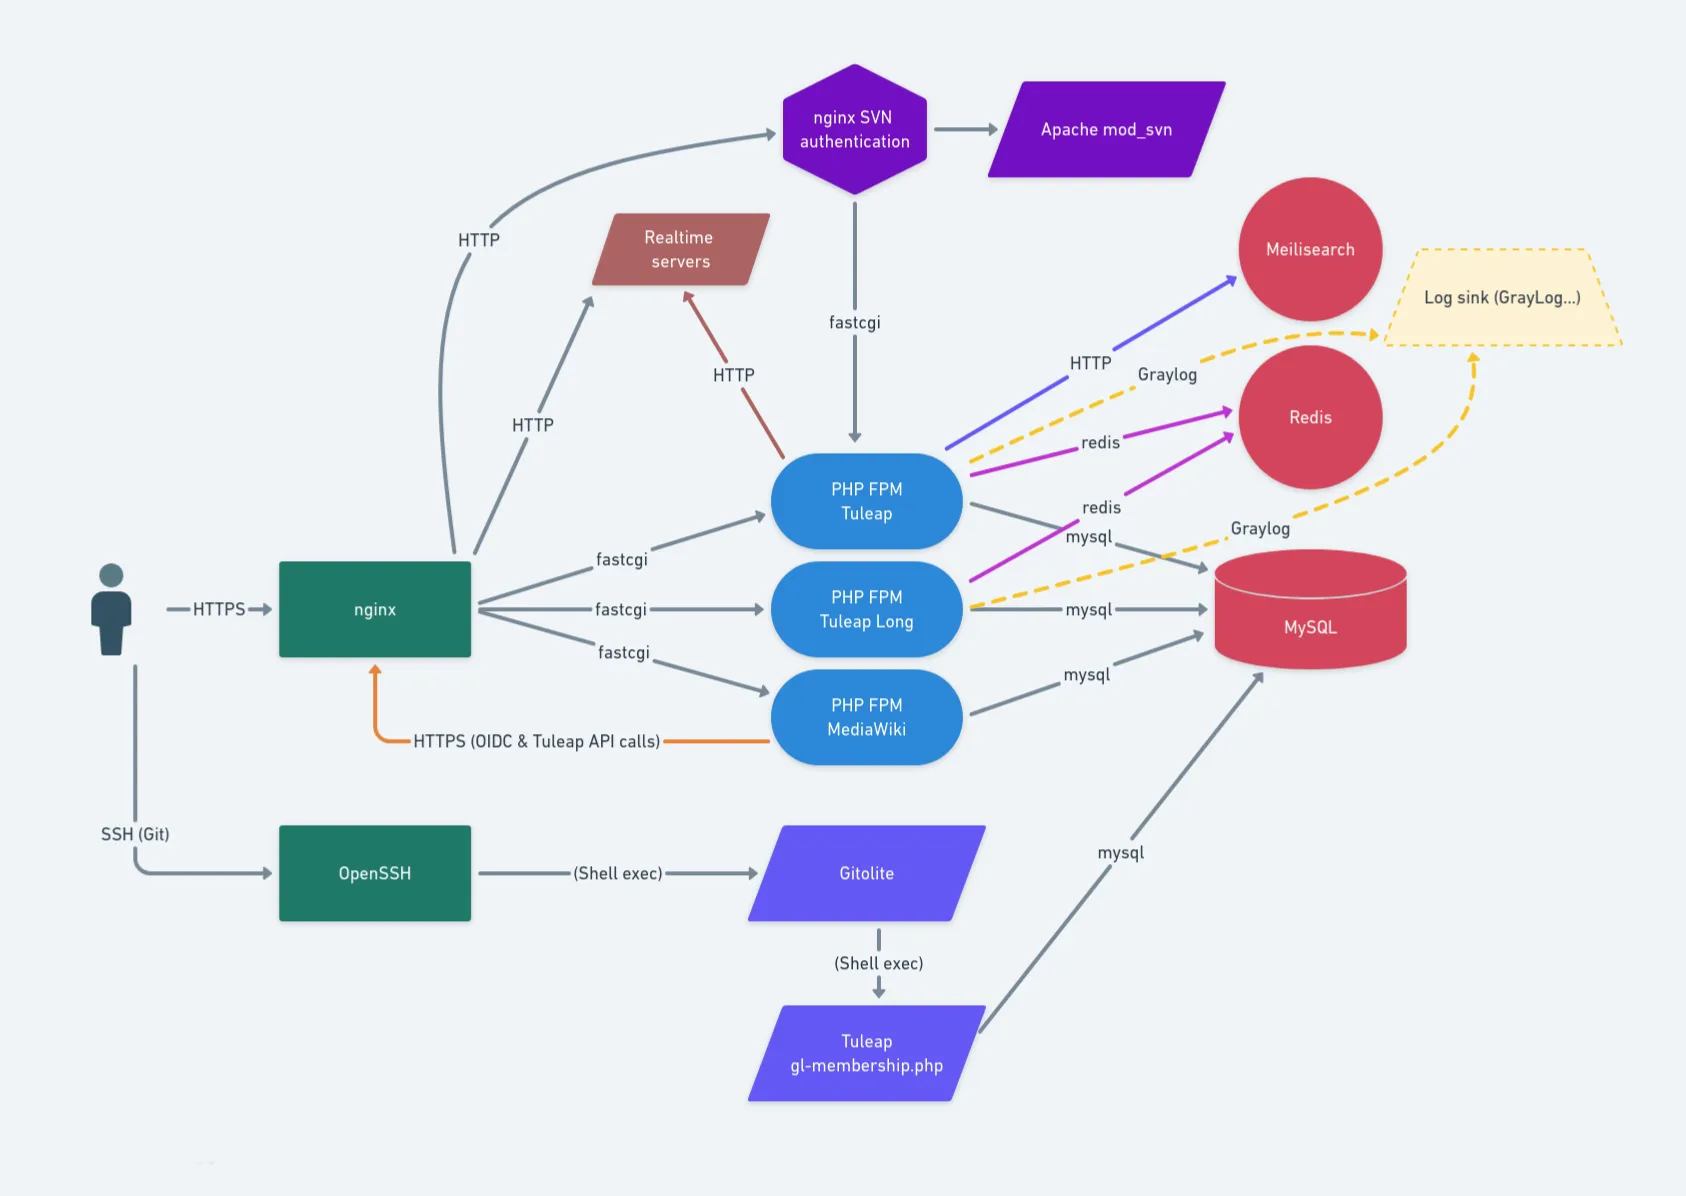 nginx SVN
authentication
Apache mod_svn
HTTP
Realtime
servers
Meilisearch
Log sink (GrayLog...)
fastcgi
HTTP
HTTP
Graylog
HTTP
redis
Redis
redis
mysql
Graylog
PHP FPM
Tuleap
fastcgi
HTTPS
nginx
fastcgi
PHP FPM
Tuleap Long
mysql
MySQL
fastcgi
mysql
PHP FPM
MediaWiki
HTTPS (OIDC & Tuleap API calls)
SSH (Git)
OpenSSH
(Shell exec)
Gitolite
mysql
(Shell exec)
Tuleap
gl-membership.php